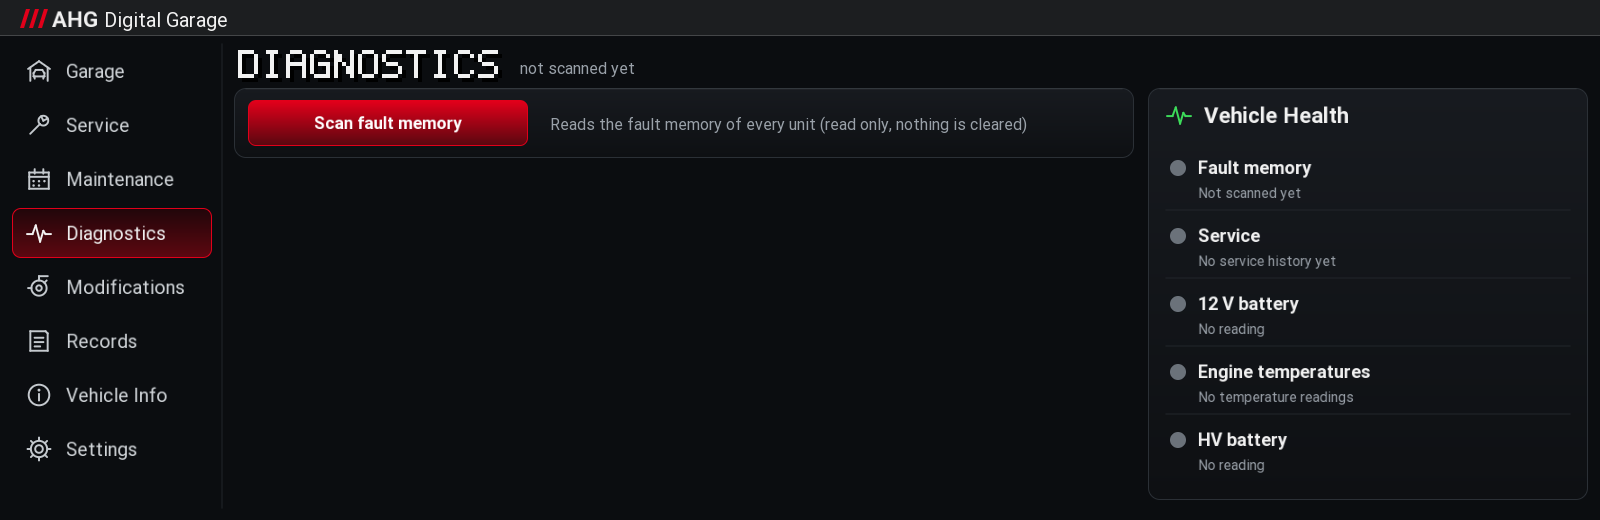 AHG Digital Garage
Garage
Service
Maintenance
Diagnostics
Modifications
Records
Vehicle Info
Settings
DIAGNOSTICS not scanned yet
Scan fault memory
Reads the fault memory of every unit (read only, nothing is cleared)
Vehicle Health
Fault memory
Not scanned yet
Service
No service history yet
12 V battery
No reading
Engine temperatures
No temperature readings
HV battery
No reading